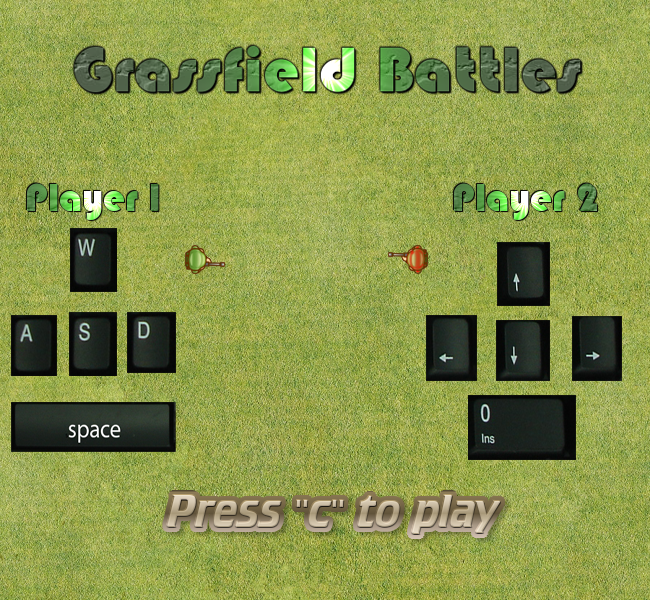 Grassfield Battles
Player 1
Player 2
W
A S D
↑
← ↓ →
space
0
Ins
Press "c" to play